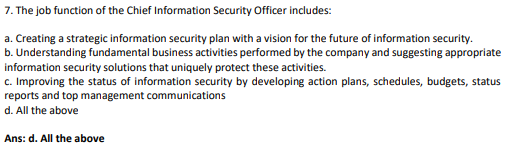 7. The job function of the Chief Information Security Officer includes:
a. Creating a strategic information security plan with a vision for the future of information security.
b. Understanding fundamental business activities performed by the company and suggesting appropriate
information security solutions that uniquely protect these activities.
c. Improving the status of information security by developing action plans, schedules, budgets, status
reports and top management communications
d. All the above
Ans: d. All the above